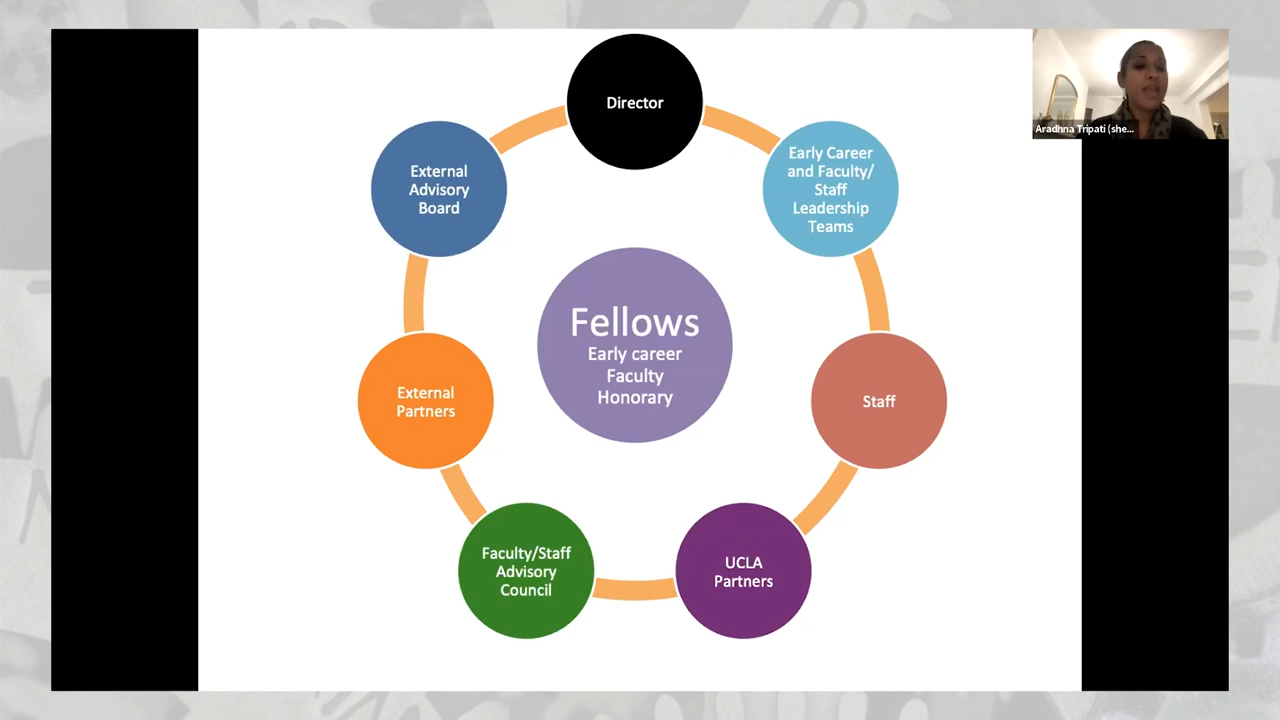 Director
Aradhna Tripati (she...
External
Advisory
Board
Early Career
and Faculty/
Staff
Leadership
Teams
Fellows
Early career
Faculty
Honorary
External
Partners
Staff
Faculty/Staff
Advisory
Council
UCLA
Partners